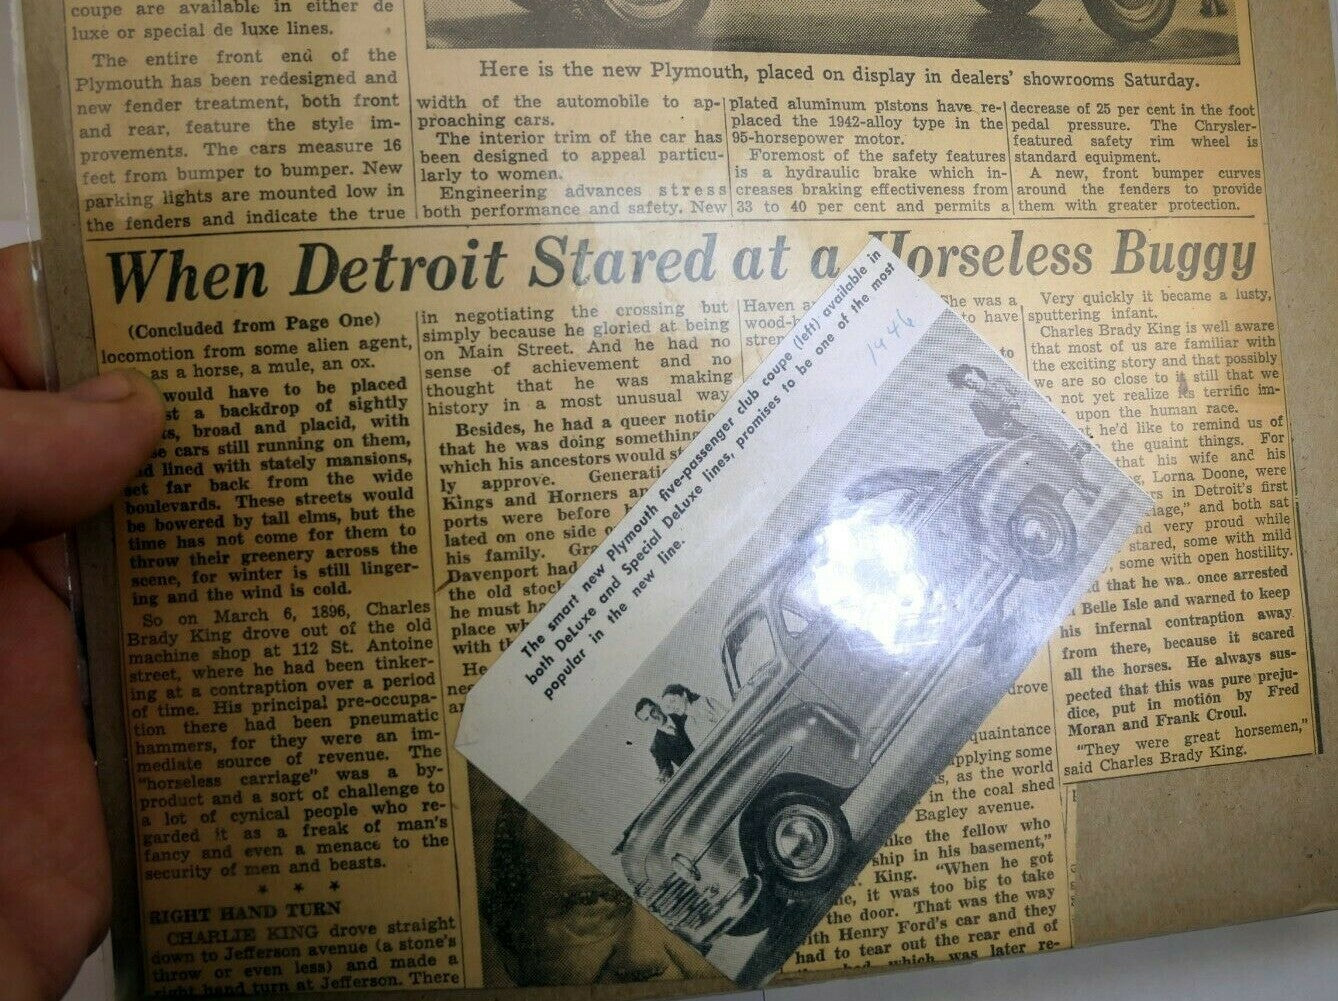 coupe are available in either de
luxe or special de luxe lines.
The entire front end of the
Plymouth has been redesigned and
new fender treatment, both front
and rear, feature the style im-
provements. The cars measure 16
feet from bumper to bumper. New
parking lights are mounted low in
the fenders and indicate the true
Here is the new Plymouth, placed on display in dealers' showrooms Saturday.
width of the automobile to ap-
proaching cars.
The interior trim of the car has
been designed to appeal particu-
larly to women.
Engineering advances stress
both performance and safety. New
plated aluminum pistons have re-
placed the 1942-alloy type in the
95-horsepower motor.
Foremost of the safety features
is a hydraulic brake which in-
creases braking effectiveness from
33 to 40 per cent and permits a
decrease of 25 per cent in the foot
pedal pressure. The Chrysler-
featured safety rim wheel is
standard equipment.
A new, front bumper curves
around the fenders to provide
them with greater protection.
When Detroit Stared at a Horseless Buggy
(Concluded from Page One)
locomotion from some alien agent,
as a horse, a mule, an ox.
would have to be placed
a backdrop of sightly
broad and placid, with
cars still running on them,
lined with stately mansions,
set far back from the wide
boulevards. These streets would
be bowered by tall elms, but the
time has not come for them to
throw their greenery across the
scene, for winter is still linger-
ing and the wind is cold.
So on March 6, 1896, Charles
Brady King drove out of the old
machine shop at 112 St. Antoine
street, where he had been tinker-
ing at a contraption over a period
of time. His principal pre-occupa-
tion there had been pneumatic
hammers, for they were an im-
mediate source of revenue. The
"horseless carriage" was a by-
product and a sort of challenge to
a lot of cynical people who re-
garded it as a freak of man's
fancy and even a menace to the
security of men and beasts.
* * *
RIGHT HAND TURN
CHARLIE KING drove straight
down to Jefferson avenue (a stone's
throw or even less) and made a
right hand turn at Jefferson. There
in negotiating the crossing but
simply because he gloried at being
on Main Street. And he had no
sense of achievement and no
thought that he was making
history in a most unusual way
Besides, he had a queer notion
that he was doing something
which his ancestors would
ly approve.
Kings and Horners
ports were before
lated on one side
his family.
Davenport had
the old stock
he must
place
with
He
Haven
She was a
to have
to
drove
quaintance
pplying some
as the world
in the coal shed
Bagley avenue.
like the fellow who
ship in his basement,"
King. "When he got
it was too big to take
the door. That was the way
with Henry Ford's car and they
had to tear out the rear end of
which was later re-
Very quickly it became a lusty,
sputtering infant.
Charles Brady King is well aware
that most of us are familiar with
the exciting story and that possibly
we are so close to it still that we
not yet realize its terrific im-
upon the human race.
he'd like to remind us of
the quaint things. For
that his wife and his
Lorna Doone, were
in Detroit's first
and both sat
very proud while
stared, some with mild
some with open hostility.
that he was once arrested
Belle Isle and warned to keep
his infernal contraption away
from there, because it scared
all the horses. He always sus-
pected that this was pure preju-
dice, put in motion by Fred
Moran and Frank Croul.
"They were great horsemen,"
said Charles Brady King.
The smart new Plymouth five-passenger club coupe (left) available in
both DeLuxe and Special DeLuxe lines, promises to be one of the most
popular in the new line.
1946